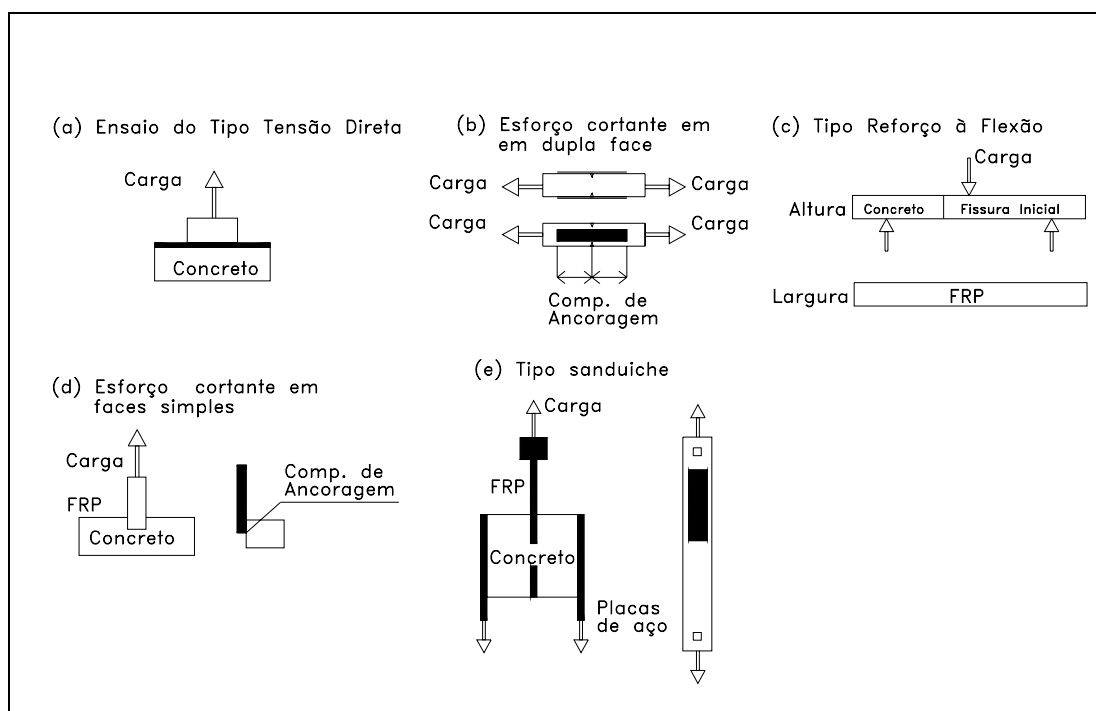 (a) Ensaio do Tipo Tensão Direta
Carga
Concreto
(b) Esforço cortante em
em dupla face
Carga
Carga
Carga
Carga
Comp. de
Ancoragem
(c) Tipo Reforço à Flexão
Carga
Altura
Concreto
Fissura Inicial
Largura
FRP
(d) Esforço cortante em
faces simples
Carga
FRP
Concreto
Comp. de
Ancoragem
(e) Tipo sanduiche
Carga
FRP
Concreto
Placas
de aço